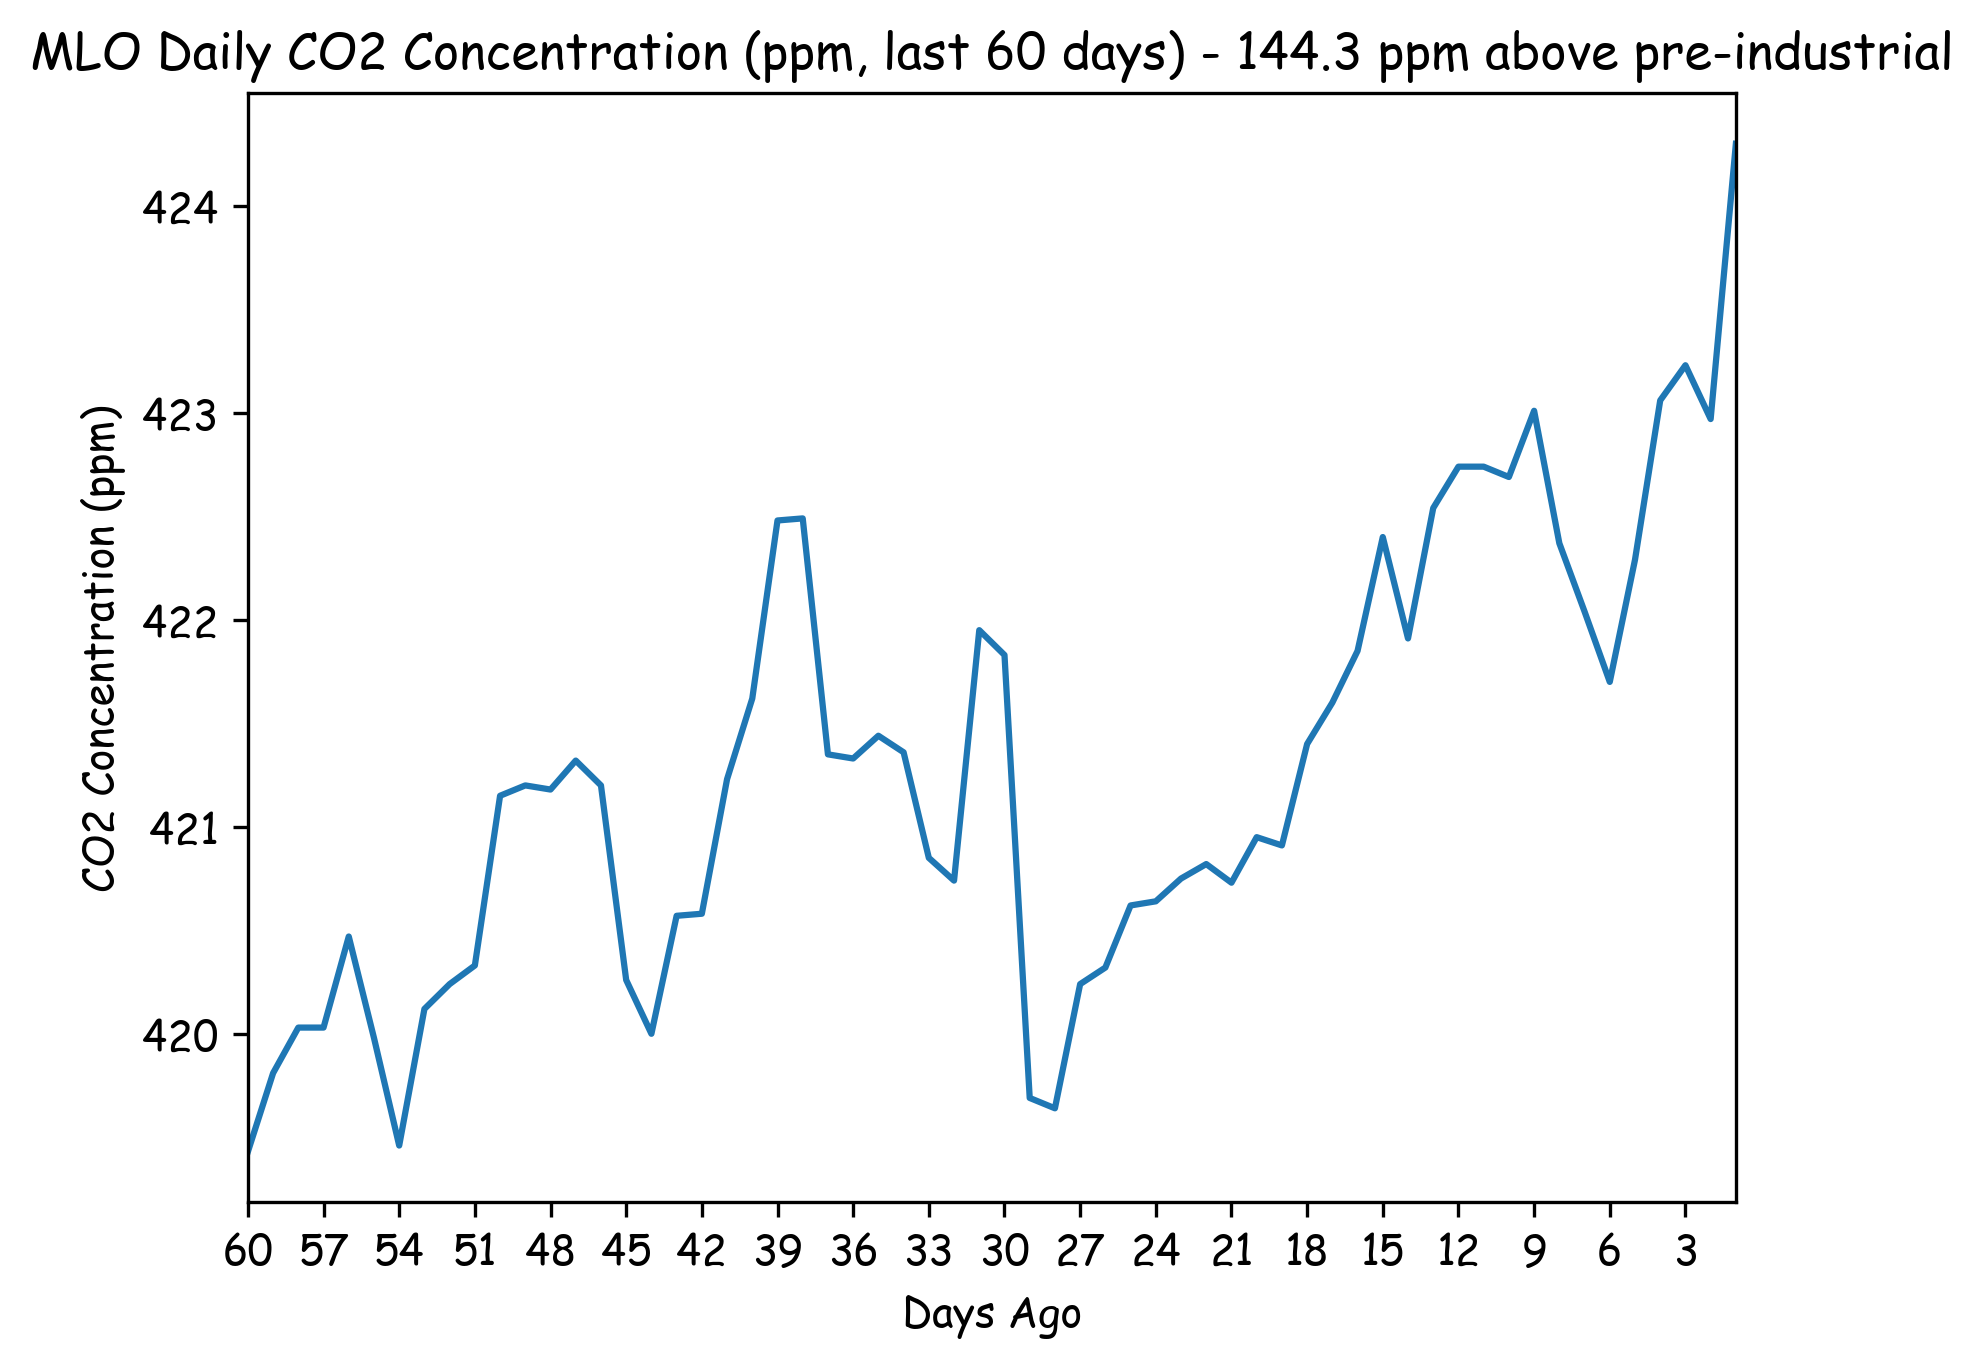 MLO Daily CO2 Concentration (ppm, last 60 days) - 144.3 ppm above pre-industrial
424
423
422
421
420
CO2 Concentration (ppm)
60 57 54 51 48 45 42 39 36 33 30 27 24 21 18 15 12 9 6 3
Days Ago